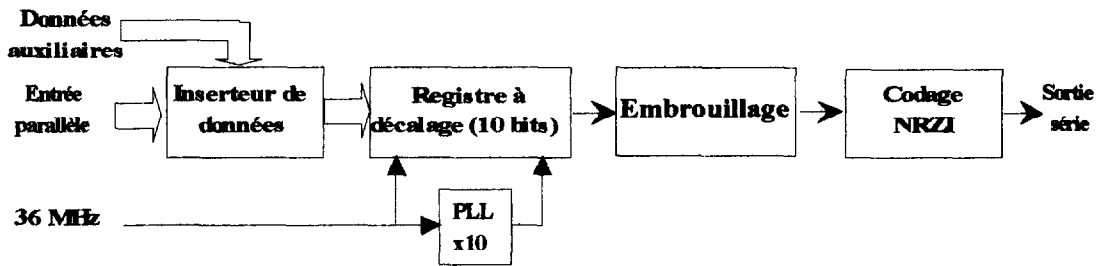 Données
auxiliaires
Entrée
parallèle
Inserteur de
données
Registre à
décalage (10 bits)
Embrouillage
Codage
NRZI
Sortie
série
36 MHz
PLL
x10